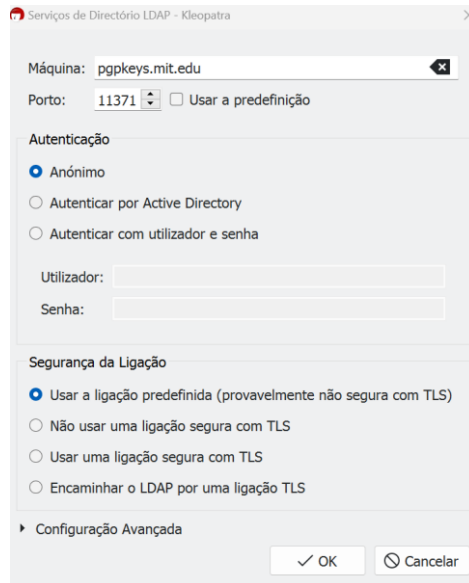 Serviços de Directório LDAP - Kleopatra
Máquina: pgpkeys.mit.edu
Porto: 11371 Usar a predefinição
Autenticação
Anónimo
Autenticar por Active Directory
Autenticar com utilizador e senha
Utilizador:
Senha:
Segurança da Ligação
Usar a ligação predefinida (provavelmente não segura com TLS)
Não usar uma ligação segura com TLS
Usar uma ligação segura com TLS
Encaminhar o LDAP por uma ligação TLS
Configuração Avançada
OK Cancelar